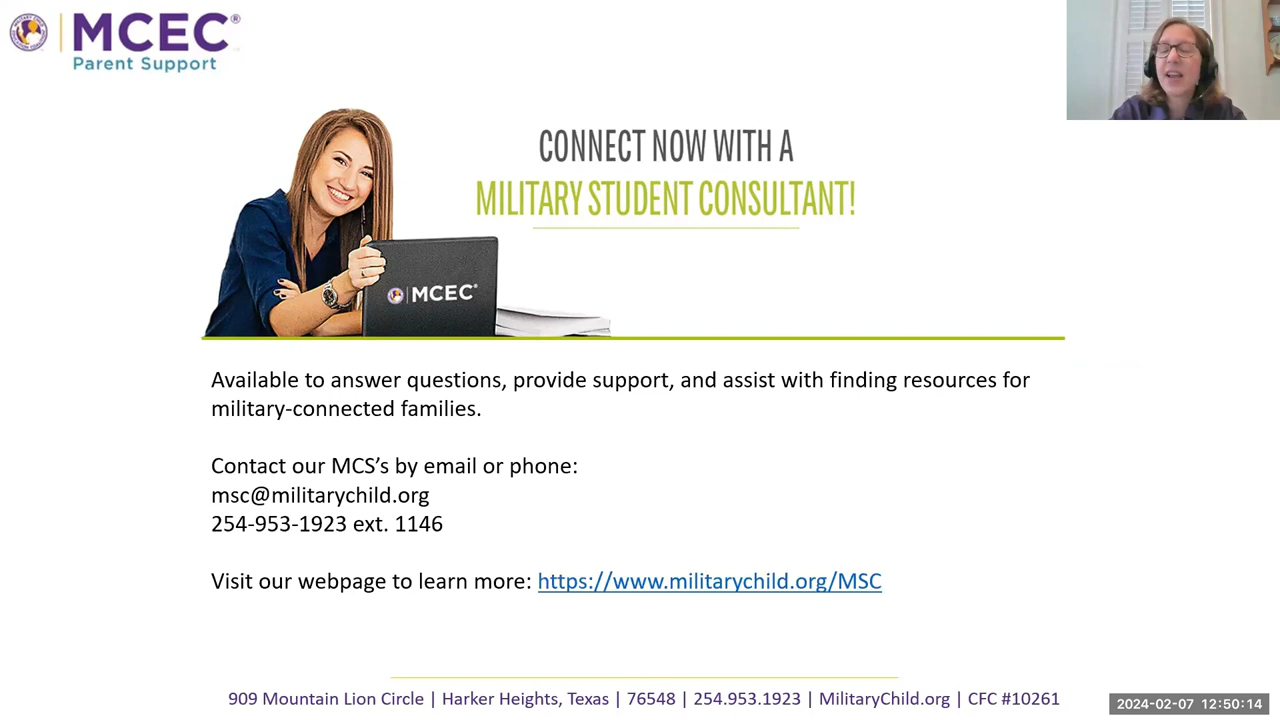 MCEC®
Parent Support
CONNECT NOW WITH A
MILITARY STUDENT CONSULTANT!
MCEC®
Available to answer questions, provide support, and assist with finding resources for
military-connected families.
Contact our MCS’s by email or phone:
msc@militarychild.org
254-953-1923 ext. 1146
Visit our webpage to learn more: https://www.militarychild.org/MSC
909 Mountain Lion Circle | Harker Heights, Texas | 76548 | 254.953.1923 | MilitaryChild.org | CFC #10261
2024-02-07 12:50:14